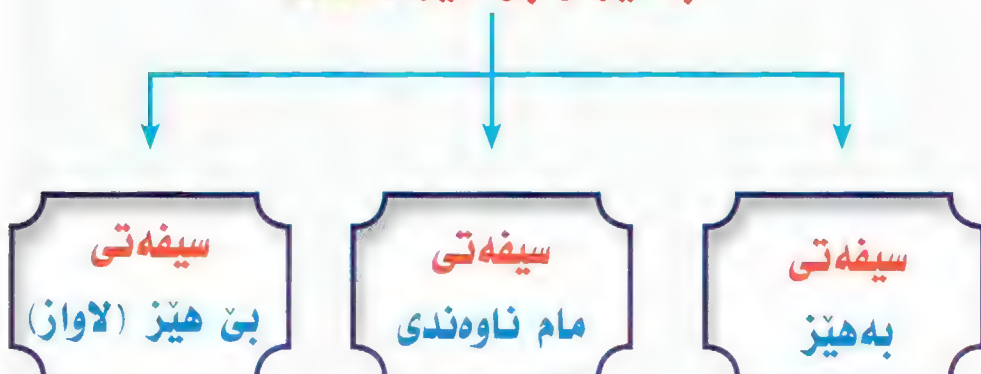 سیفەتی
بەهێز
سیفەتی
مام ناوەندی
سیفەتی
بێ هێز (لاواز)